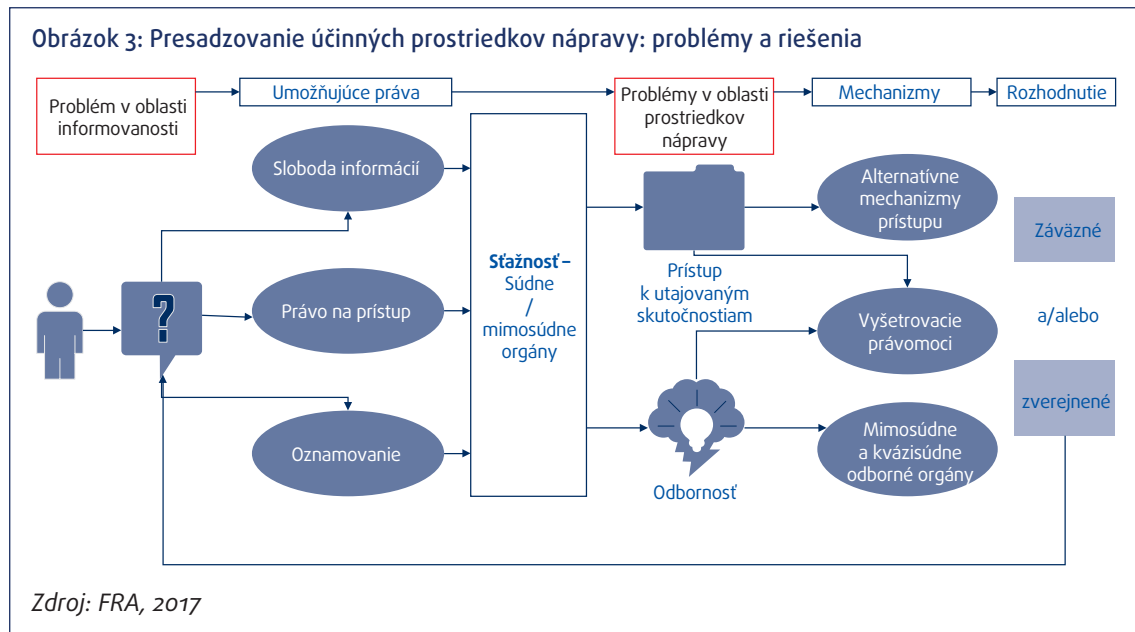 Obrázok 3: Presadzovanie účinných prostriedkov nápravy: problémy a riešenia
Problém v oblasti
informovanosti
Umožňujúce práva
Problémy v oblasti
prostriedkov
nápravy
Mechanizmy
Rozhodnutie
Sloboda informácií
Právo na prístup
Oznamovanie
?
Sťažnosť –
Súdne
/
mimosúdne
orgány
Prístup
k utajovaným
skutočnostiam
Odbornosť
Alternatívne
mechanizmy
prístupu
Vyšetrovacie
právomoci
Mimosúdne
a kvázisúdne
odborné orgány
Záväzné
a/alebo
zverejnené
Zdroj: FRA, 2017